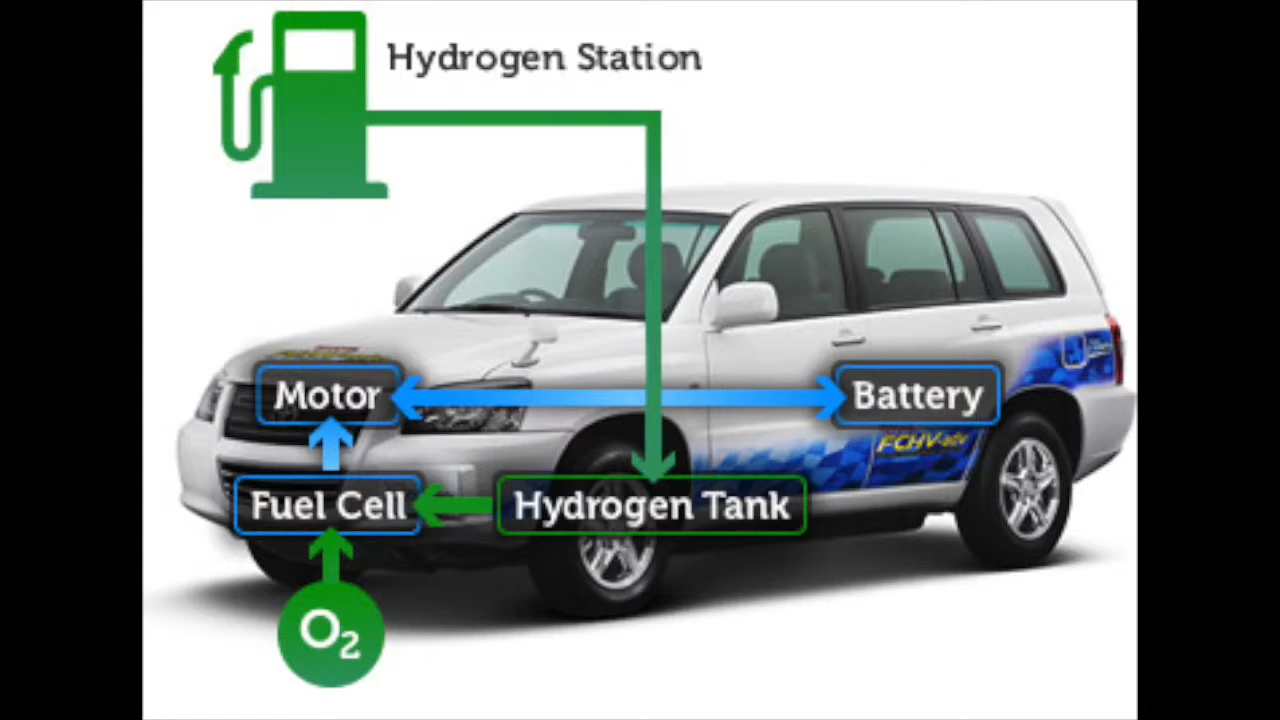 Hydrogen Station
Motor
Battery
FCHV-adv
Fuel Cell
Hydrogen Tank
O₂